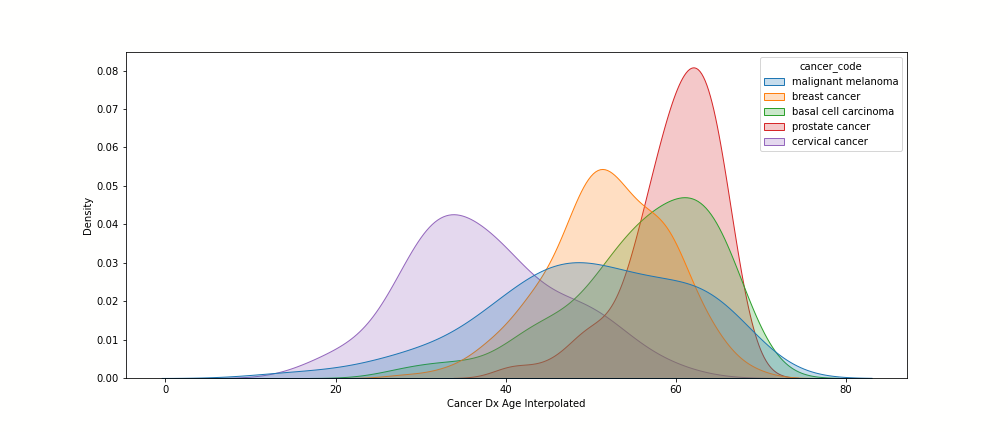 cancer_code
malignant melanoma
breast cancer
basal cell carcinoma
prostate cancer
cervical cancer
0.08
0.07
0.06
0.05
0.04
0.03
0.02
0.01
0.00
Density
0 20 40 60 80
Cancer Dx Age Interpolated